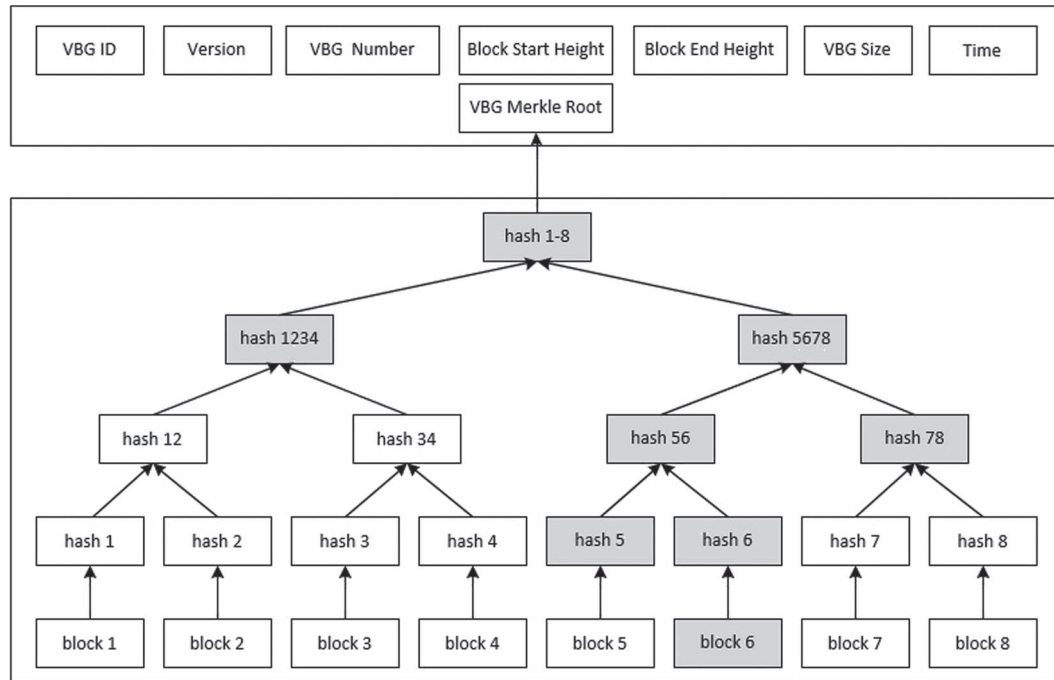 VBG ID
Version
VBG Number
Block Start Height
Block End Height
VBG Size
Time
VBG Merkle Root
hash 1-8
hash 1234
hash 5678
hash 12
hash 34
hash 56
hash 78
hash 1
hash 2
hash 3
hash 4
hash 5
hash 6
hash 7
hash 8
block 1
block 2
block 3
block 4
block 5
block 6
block 7
block 8